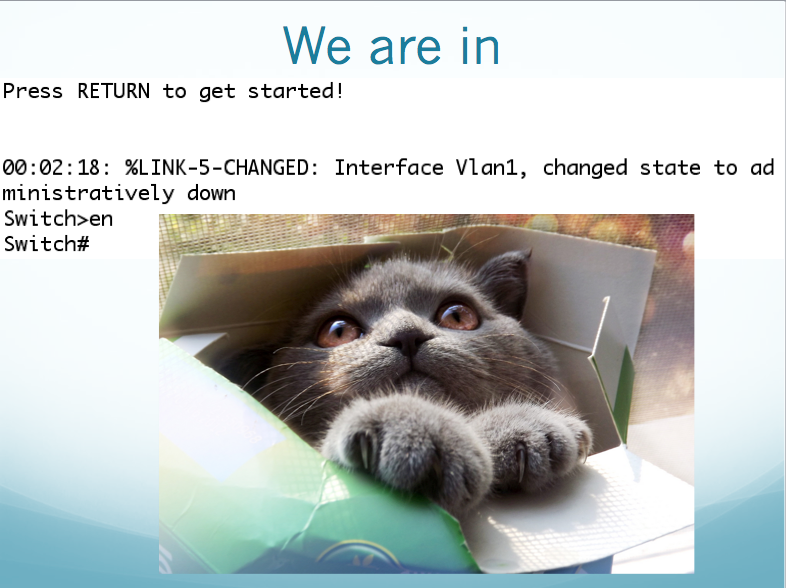 We are in
Press RETURN to get started!
00:02:18: %LINK-5-CHANGED: Interface Vlan1, changed state to ad
ministratively down
Switch>en
Switch#